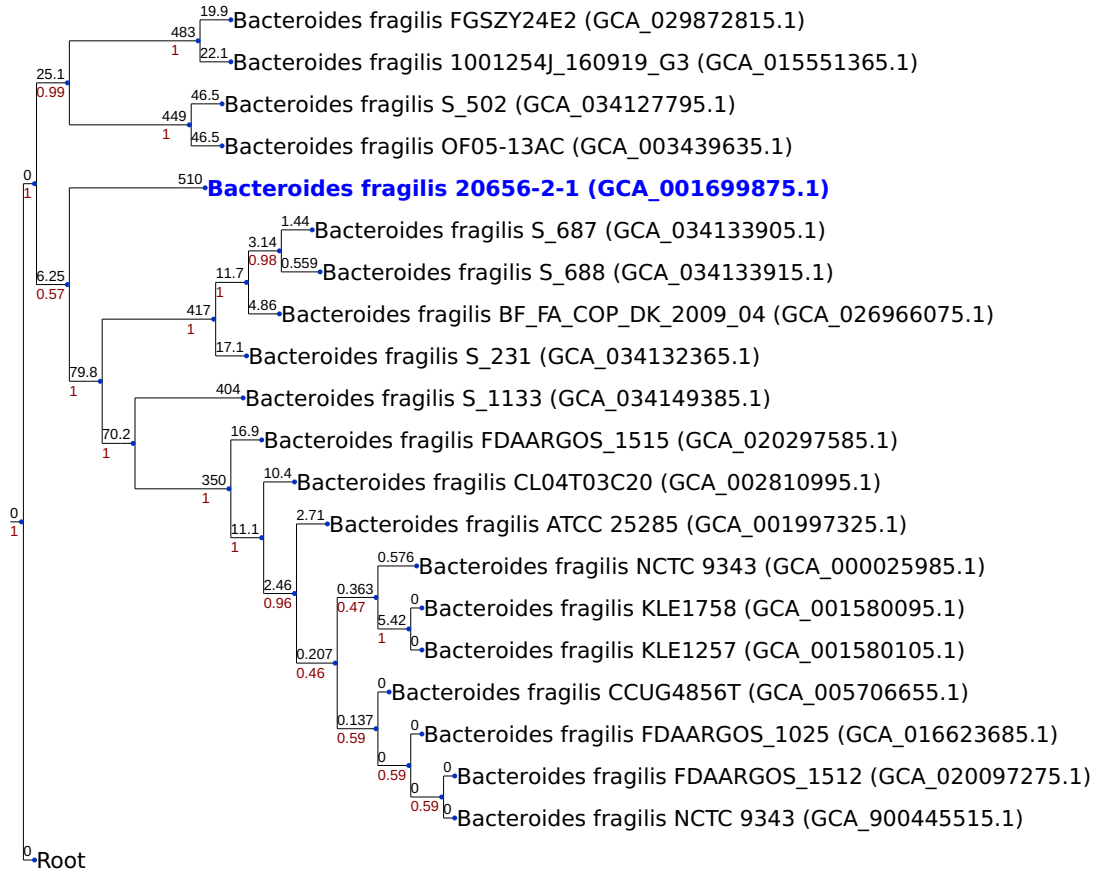 19.9 Bacteroides fragilis FGSZY24E2 (GCA_029872815.1)
483
1
22.1 Bacteroides fragilis 1001254J_160919_G3 (GCA_015551365.1)
25.1
0.99
46.5 Bacteroides fragilis S_502 (GCA_034127795.1)
449
1
46.5 Bacteroides fragilis OF05-13AC (GCA_003439635.1)
0
1
510 Bacteroides fragilis 20656-2-1 (GCA_001699875.1)
1.44 Bacteroides fragilis S_687 (GCA_034133905.1)
3.14
0.98
0.559 Bacteroides fragilis S_688 (GCA_034133915.1)
6.25
0.57
11.7
1
4.86 Bacteroides fragilis BF_FA_COP_DK_2009_04 (GCA_026966075.1)
417
1
17.1 Bacteroides fragilis S_231 (GCA_034132365.1)
79.8
1
404 Bacteroides fragilis S_1133 (GCA_034149385.1)
70.2
1
16.9 Bacteroides fragilis FDAARGOS_1515 (GCA_020297585.1)
350
1
10.4 Bacteroides fragilis CL04T03C20 (GCA_002810995.1)
0
1
11.1
1
2.71 Bacteroides fragilis ATCC 25285 (GCA_001997325.1)
0.576 Bacteroides fragilis NCTC 9343 (GCA_000025985.1)
2.46
0.96
0.363
0.47
0 Bacteroides fragilis KLE1758 (GCA_001580095.1)
5.42
1
0 Bacteroides fragilis KLE1257 (GCA_001580105.1)
0.207
0.46
0 Bacteroides fragilis CCUG4856T (GCA_005706655.1)
0.137
0.59
0 Bacteroides fragilis FDAARGOS_1025 (GCA_016623685.1)
0
0.59
0 Bacteroides fragilis FDAARGOS_1512 (GCA_020097275.1)
0
0.59
0 Bacteroides fragilis NCTC 9343 (GCA_900445515.1)
0 Root